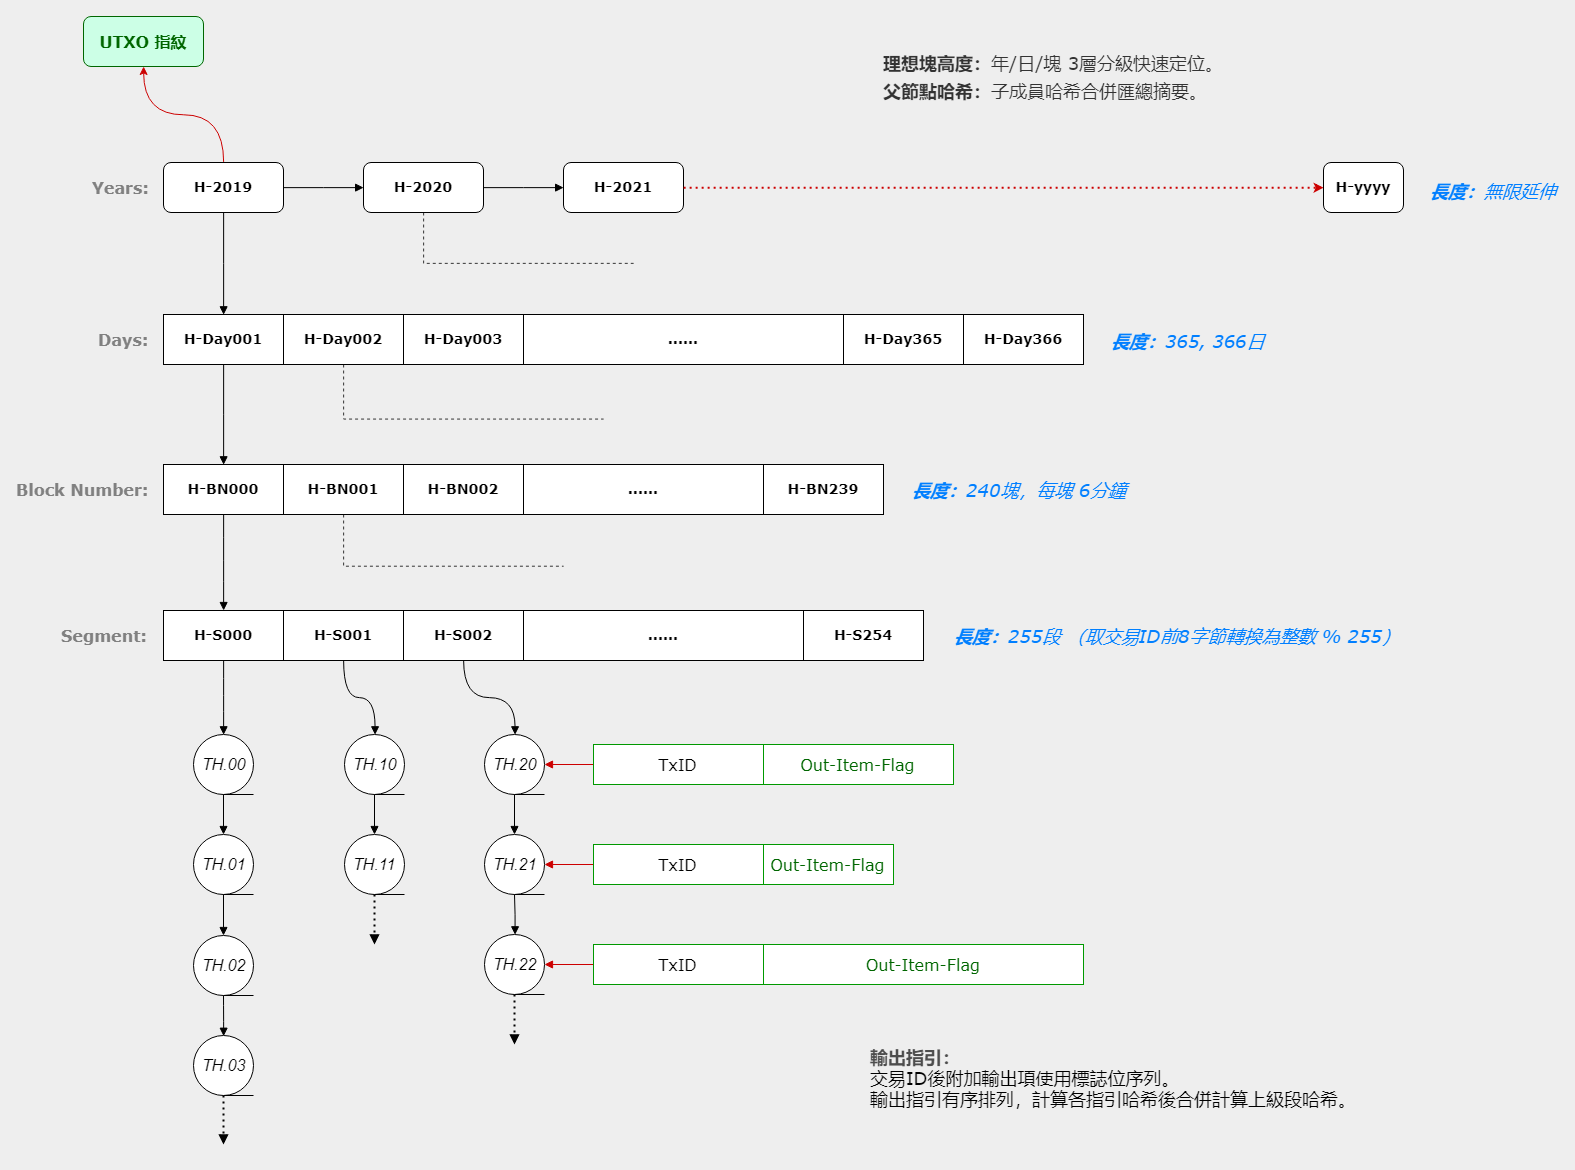 UTXO 指紋
理想塊高度：年/日/塊 3層分級快速定位。
父節點哈希：子成員哈希合併匯總摘要。
Years:
H-2019
H-2020
H-2021
H-yyyy
長度：無限延伸
Days:
H-Day001
H-Day002
H-Day003
......
H-Day365
H-Day366
長度：365, 366日
Block Number:
H-BN000
H-BN001
H-BN002
......
H-BN239
長度：240塊，每塊 6分鐘
Segment:
H-S000
H-S001
H-S002
......
H-S254
長度：255段 （取交易ID前8字節轉換為整數 % 255）
TH.00
TH.10
TH.20
TxID
Out-Item-Flag
TH.01
TH.11
TH.21
TxID
Out-Item-Flag
TH.02
TH.22
TxID
Out-Item-Flag
TH.03
輸出指引：
交易ID後附加輸出項使用標誌位序列。
輸出指引有序排列，計算各指引哈希後合併計算上級段哈希。